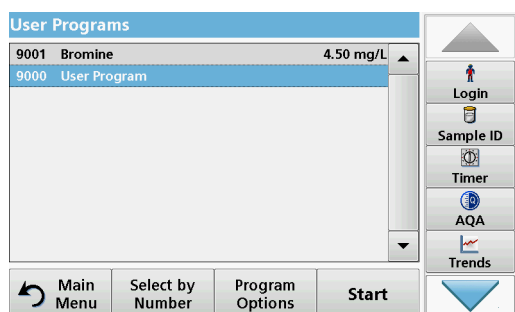 User Programs
9001 Bromine 4.50 mg/L
9000 User Program
Login
Sample ID
Timer
AQA
Trends
Main
Menu
Select by
Number
Program
Options
Start